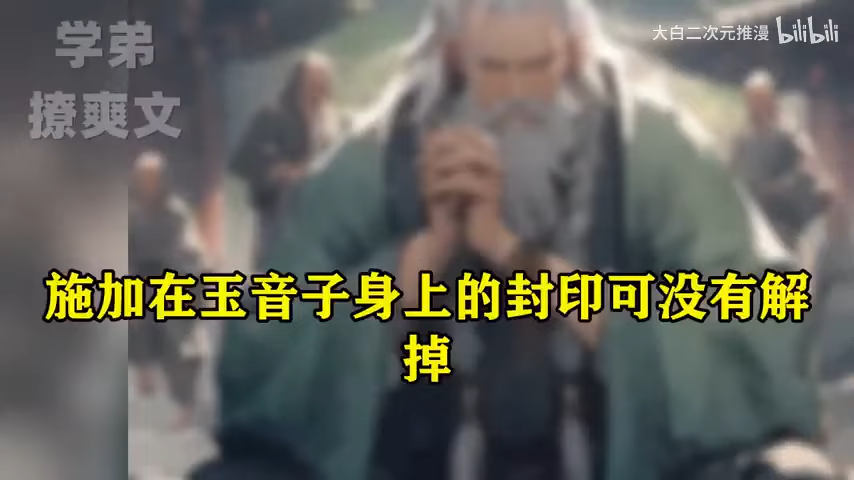 学弟
撩爽文
大白二次元推漫 bilibili
施加在玉音子身上的封印可没有解
掉